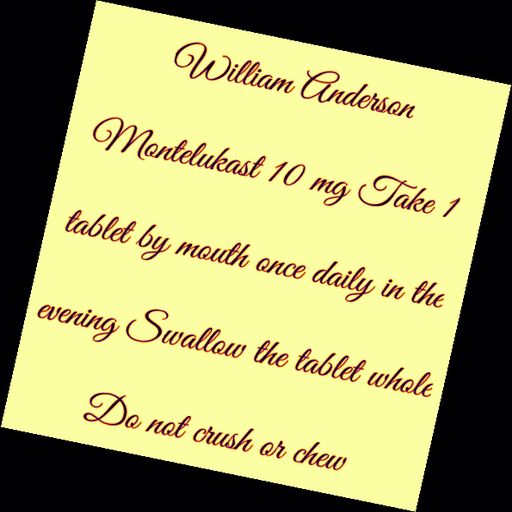 William Anderson
Montelukast 10 mg Take 1
tablet by mouth once daily in the
evening Swallow the tablet whole
Do not crush or chew